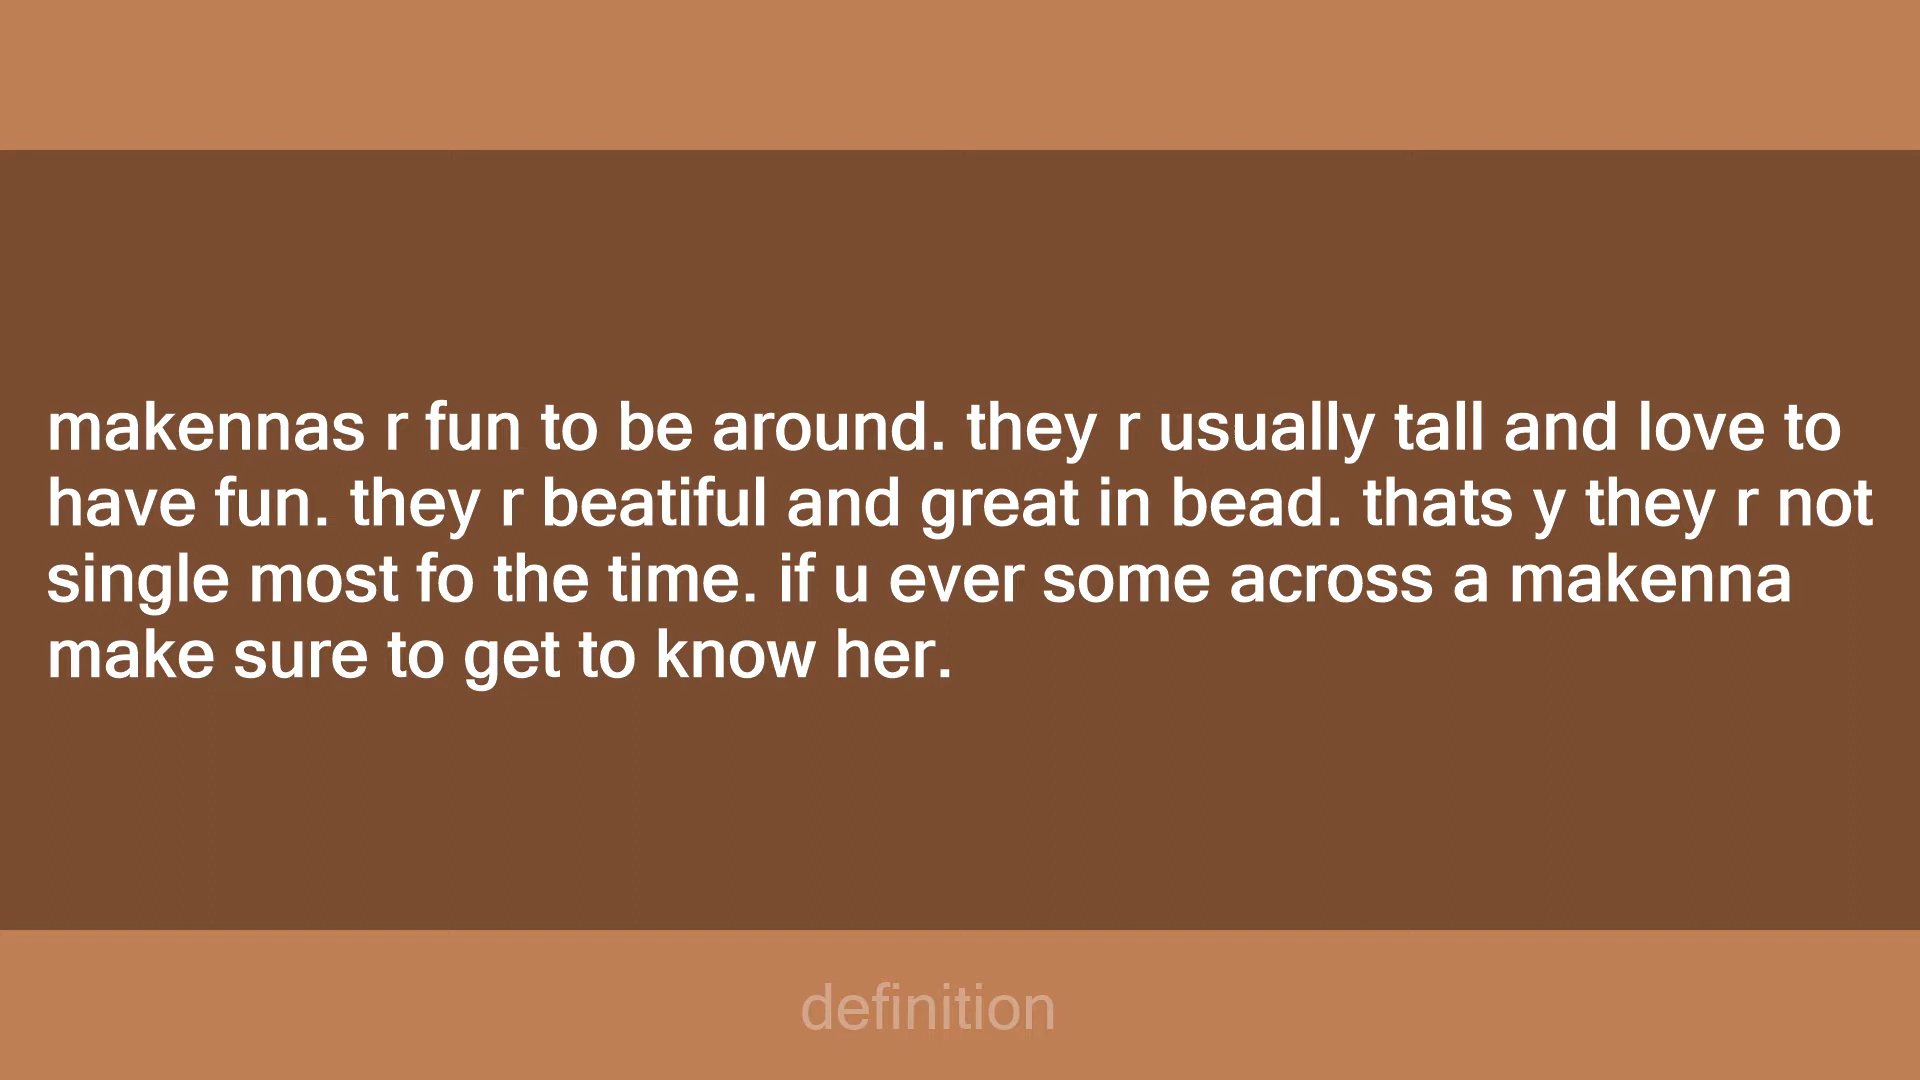 makennas r fun to be around. they r usually tall and love to
have fun. they r beatiful and great in bead. thats y they r not
single most fo the time. if u ever some across a makenna
make sure to get to know her.
definition